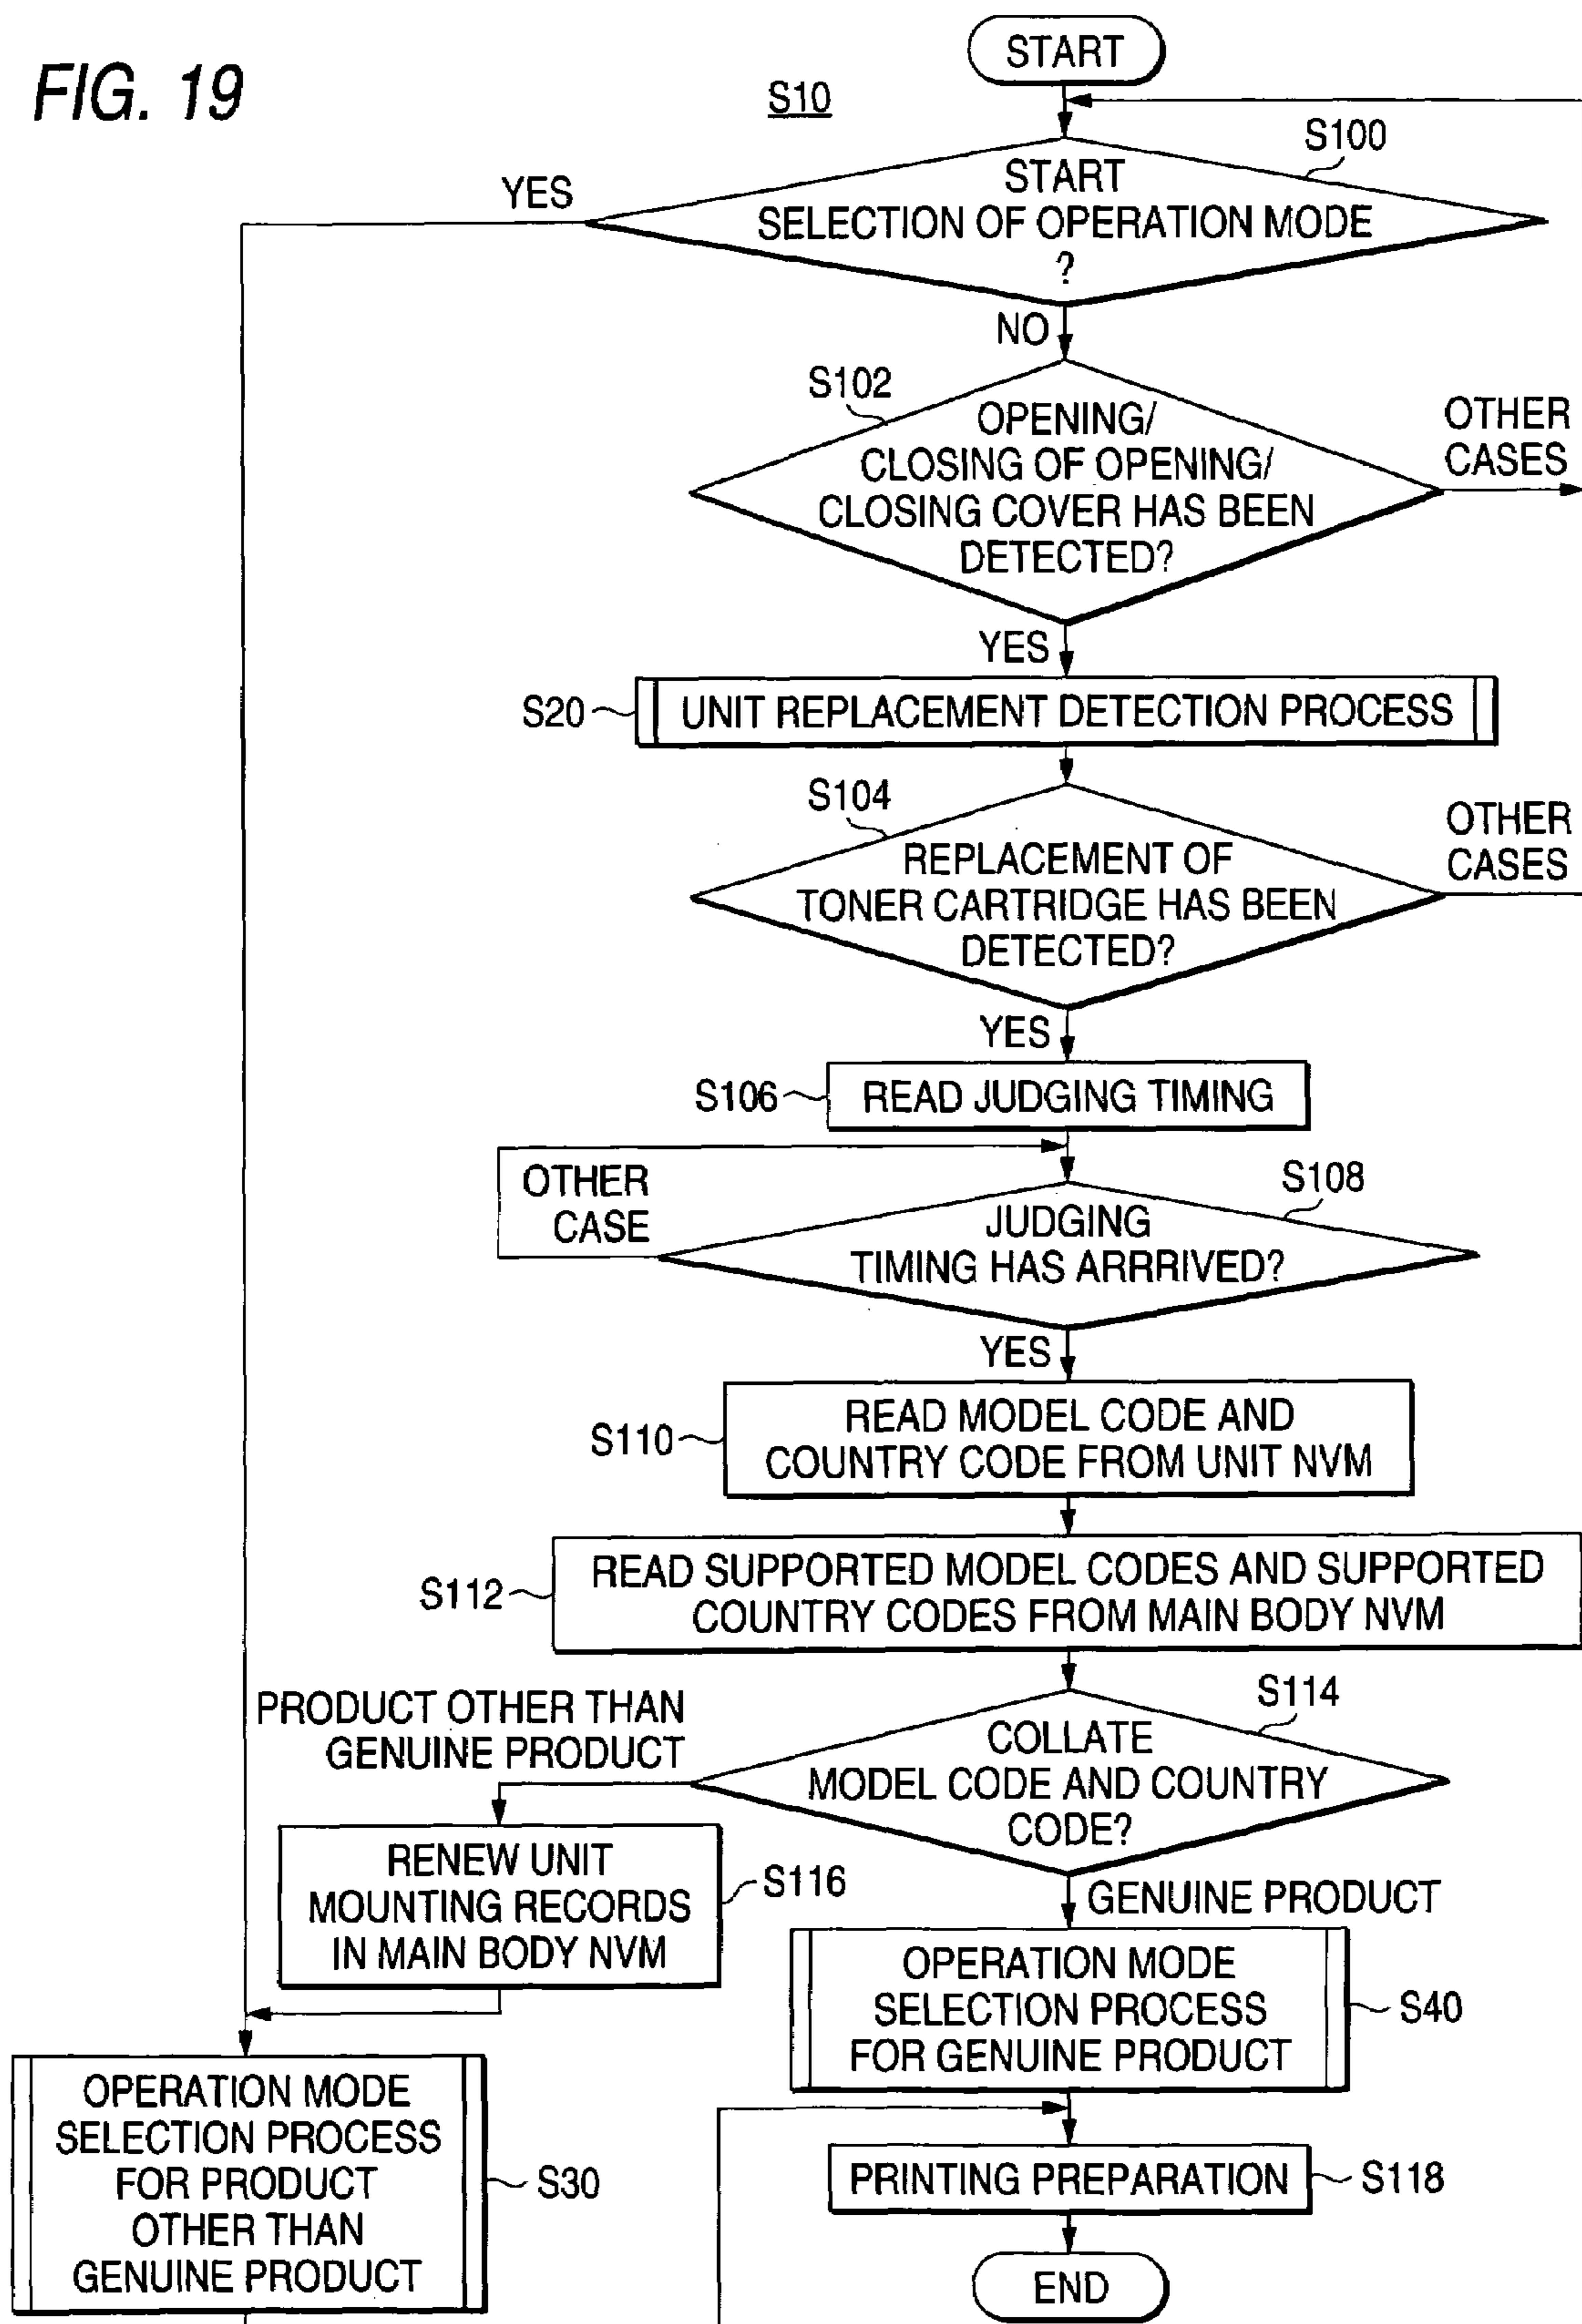 FIG. 19
START
S10
S100
YES
START
SELECTION OF OPERATION MODE
?
NO
S102
OPENING/
CLOSING OF OPENING/
CLOSING COVER HAS BEEN
DETECTED?
OTHER
CASES
YES
S20
UNIT REPLACEMENT DETECTION PROCESS
S104
REPLACEMENT OF
TONER CARTRIDGE HAS BEEN
DETECTED?
OTHER
CASES
YES
S106
READ JUDGING TIMING
OTHER
CASE
S108
JUDGING
TIMING HAS ARRRIVED?
YES
S110
READ MODEL CODE AND
COUNTRY CODE FROM UNIT NVM
S112
READ SUPPORTED MODEL CODES AND SUPPORTED
COUNTRY CODES FROM MAIN BODY NVM
S114
PRODUCT OTHER THAN
GENUINE PRODUCT
COLLATE
MODEL CODE AND COUNTRY
CODE?
RENEW UNIT
MOUNTING RECORDS
IN MAIN BODY NVM
S116
GENUINE PRODUCT
OPERATION MODE
SELECTION PROCESS
FOR GENUINE PRODUCT
S40
OPERATION MODE
SELECTION PROCESS
FOR PRODUCT
OTHER THAN
GENUINE PRODUCT
S30
PRINTING PREPARATION
S118
END